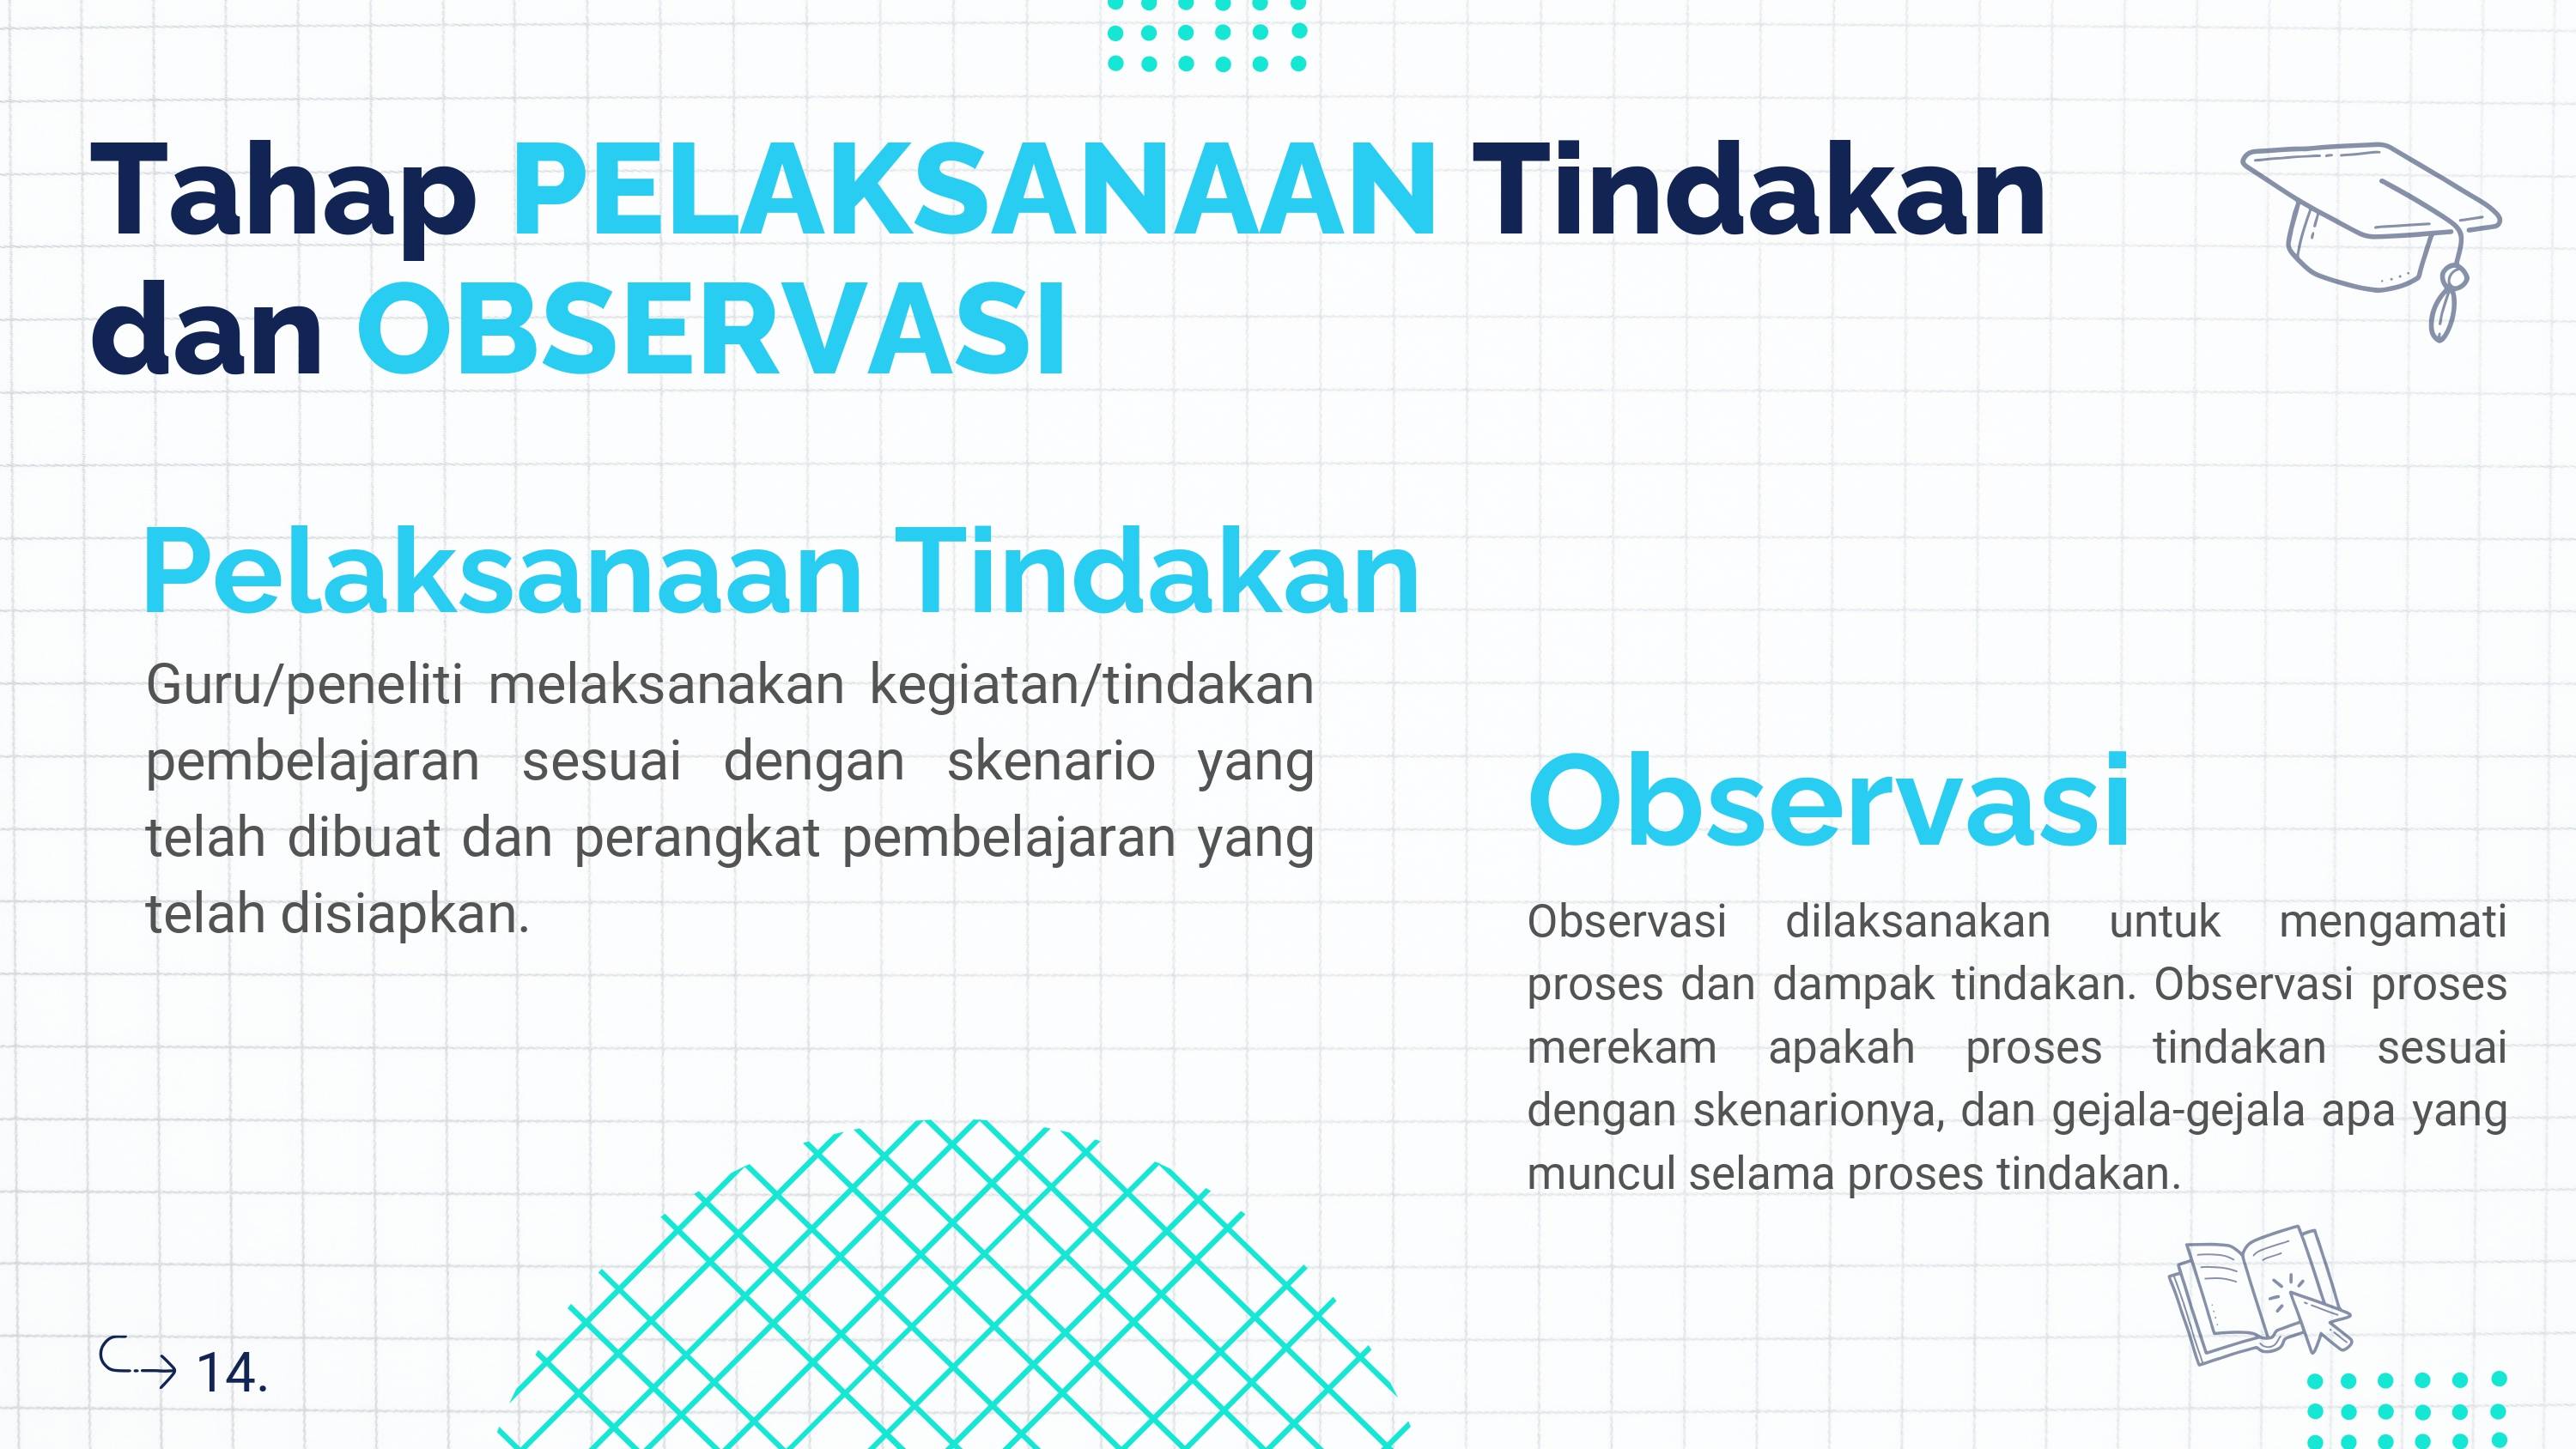 Tahap PELAKSANAAN Tindakan
dan OBSERVASI
Pelaksanaan Tindakan
Guru/peneliti melaksanakan kegiatan/tindakan
pembelajaran sesuai dengan skenario yang
telah dibuat dan perangkat pembelajaran yang
telah disiapkan.
Observasi
Observasi dilaksanakan untuk mengamati
proses dan dampak tindakan. Observasi proses
merekam apakah proses tindakan sesuai
dengan skenarionya, dan gejala-gejala apa yang
muncul selama proses tindakan.
14.